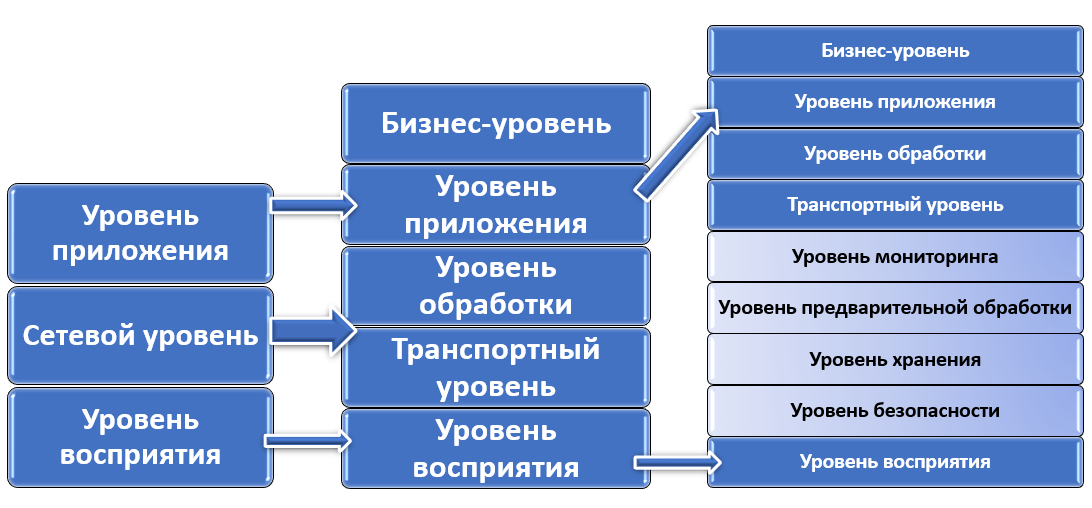 Уровень
приложения
Сетевой уровень
Уровень
восприятия
Бизнес-уровень
Уровень
приложения
Уровень
обработки
Транспортный
уровень
Уровень
восприятия
Бизнес-уровень
Уровень приложения
Уровень обработки
Транспортный уровень
Уровень мониторинга
Уровень предварительной обработки
Уровень хранения
Уровень безопасности
Уровень восприятия